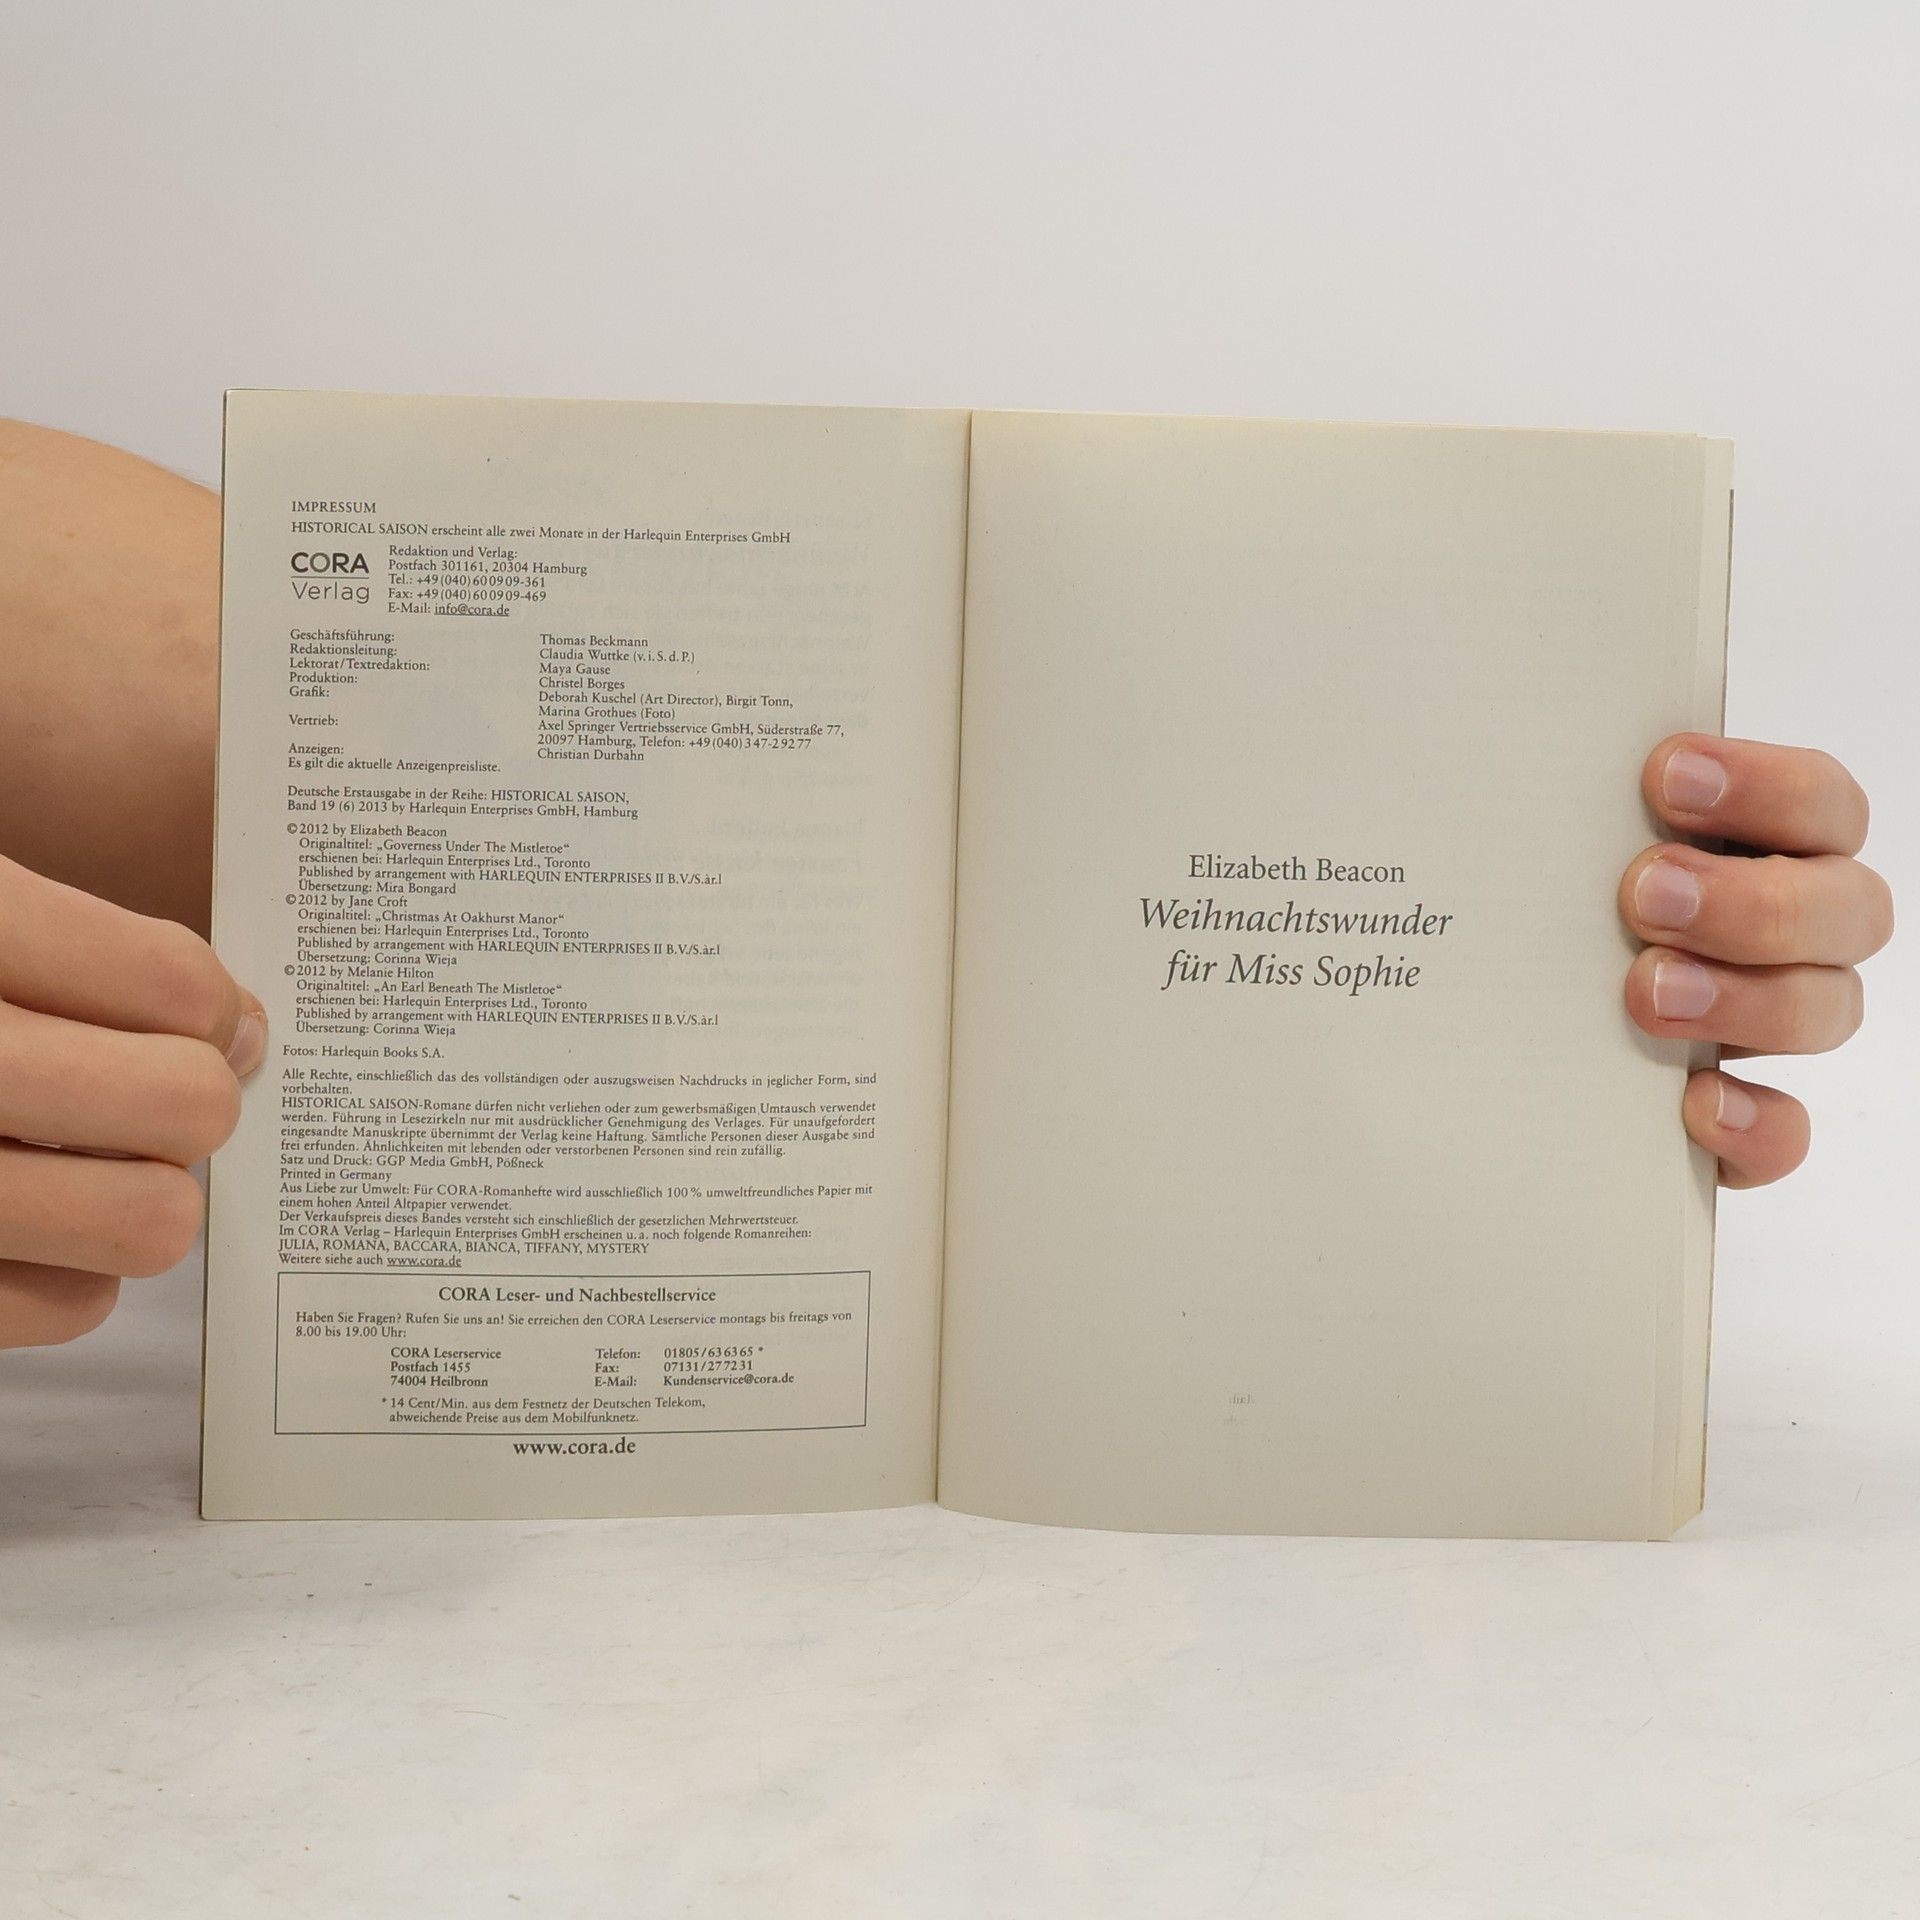 IMPRESSUM
HISTORICAL SAISON erscheint alle zwei Monate in der Harlequin Enterprises GmbH
CORA
Verlag
Redaktion und Verlag:
Postfach 301161, 20304 Hamburg
Tel.: +49(040)600909-361
Fax: +49(040)600909-469
E-Mail: info@cora.de
Geschäftsführung: Thomas Beckmann
Redaktionsleitung: Claudia Wuttke (v.i.S.d.P.)
Lektorat/Textredaktion: Maya Gause
Produktion: Christel Borges
Grafik: Deborah Kuschel (Art Director), Birgit Tonn,
Marina Grothues (Foto)
Vertrieb: Axel Springer Vertriebsservice GmbH, Süderstraße 77,
20097 Hamburg, Telefon: +49(040)347-29277
Anzeigen: Christian Durbahn
Es gilt die aktuelle Anzeigenpreisliste.
Deutsche Erstausgabe in der Reihe: HISTORICAL SAISON,
Band 19 (6) 2013 by Harlequin Enterprises GmbH, Hamburg
©2012 by Elizabeth Beacon
Originaltitel: „Governess Under The Mistletoe“
erschienen bei: Harlequin Enterprises Ltd., Toronto
Published by arrangement with HARLEQUIN ENTERPRISES II B.V./S.àr.l
Übersetzung: Mira Bongard
©2012 by Jane Croft
Originaltitel: „Christmas At Oakhurst Manor“
erschienen bei: Harlequin Enterprises Ltd., Toronto
Published by arrangement with HARLEQUIN ENTERPRISES II B.V./S.àr.l
Übersetzung: Corinna Wieja
©2012 by Melanie Hilton
Originaltitel: „An Earl Beneath The Mistletoe“
erschienen bei: Harlequin Enterprises Ltd., Toronto
Published by arrangement with HARLEQUIN ENTERPRISES II B.V./S.àr.l
Übersetzung: Corinna Wieja
Fotos: Harlequin Books S.A.
Alle Rechte, einschließlich das des vollständigen oder auszugsweisen Nachdrucks in jeglicher Form, sind
vorbehalten.
HISTORICAL SAISON-Romane dürfen nicht verliehen oder zum gewerbsmäßigen Umtausch verwendet
werden. Führung in Lesezirkeln nur mit ausdrücklicher Genehmigung des Verlages. Für unaufgefordert
eingesandte Manuskripte übernimmt der Verlag keine Haftung. Sämtliche Personen dieser Ausgabe sind
frei erfunden. Ähnlichkeiten mit lebenden oder verstorbenen Personen sind rein zufällig.
Satz und Druck: GGP Media GmbH, Pößneck
Printed in Germany
Aus Liebe zur Umwelt: Für CORA-Romanhefte wird ausschließlich 100% umweltfreundliches Papier mit
einem hohen Anteil Altpapier verwendet.
Der Verkaufspreis dieses Bandes versteht sich einschließlich der gesetzlichen Mehrwertsteuer.
Im CORA Verlag – Harlequin Enterprises GmbH erscheinen u.a. noch folgende Romanreihen:
JULIA, ROMANA, BACCARA, BIANCA, TIFFANY, MYSTERY
Weitere siehe auch www.cora.de
CORA Leser- und Nachbestellservice
Haben Sie Fragen? Rufen Sie uns an! Sie erreichen den CORA Leserservice montags bis freitags von
8.00 bis 19.00 Uhr:
CORA Leserservice Telefon: 01805/636365 *
Postfach 1455 Fax: 07131/277231
74004 Heilbronn E-Mail: Kundenservice@cora.de
* 14 Cent/Min. aus dem Festnetz der Deutschen Telekom,
abweichende Preise aus dem Mobilfunknetz.
www.cora.de
Elizabeth Beacon
Weihnachtswunder
für Miss Sophie